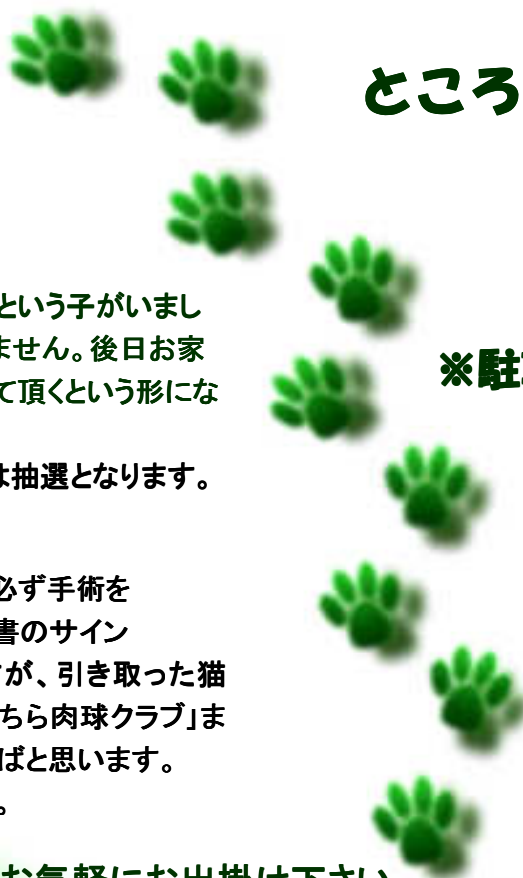 ところ
という子がいまし
ません。後日お家
て頂くという形にな
※駐
は抽選となります。
必ず手術を
書のサイン
が、引き取った猫
ちら肉球クラブ」ま
ばと思います。
。
お気軽にお出掛け下さい